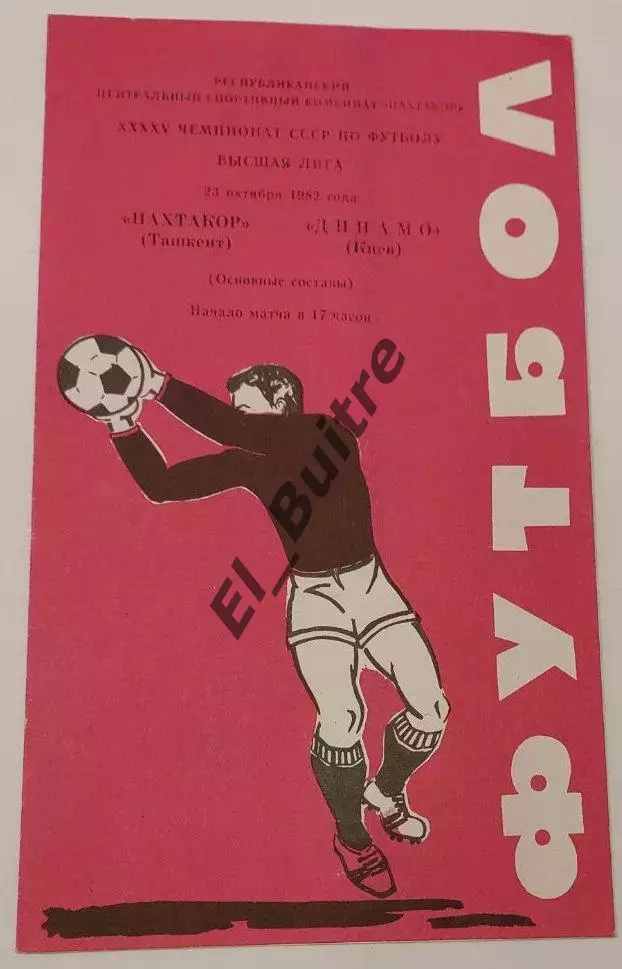 РЕСПУБЛИКАНСКИЙ
ЦЕНТРАЛЬНЫЙ СПОРТИВНЫЙ КОМБИНАТ «ПАХТАКОР»
XXXXV ЧЕМПИОНАТ СССР ПО ФУТБОЛУ
ВЫСШАЯ ЛИГА
23 октября 1982 года
«ПАХТАКОР» «ДИНАМО»
(Ташкент) (Киев)
(Основные составы)
Начало матча в 17 часов
ФУТБОЛ
El_Buitre